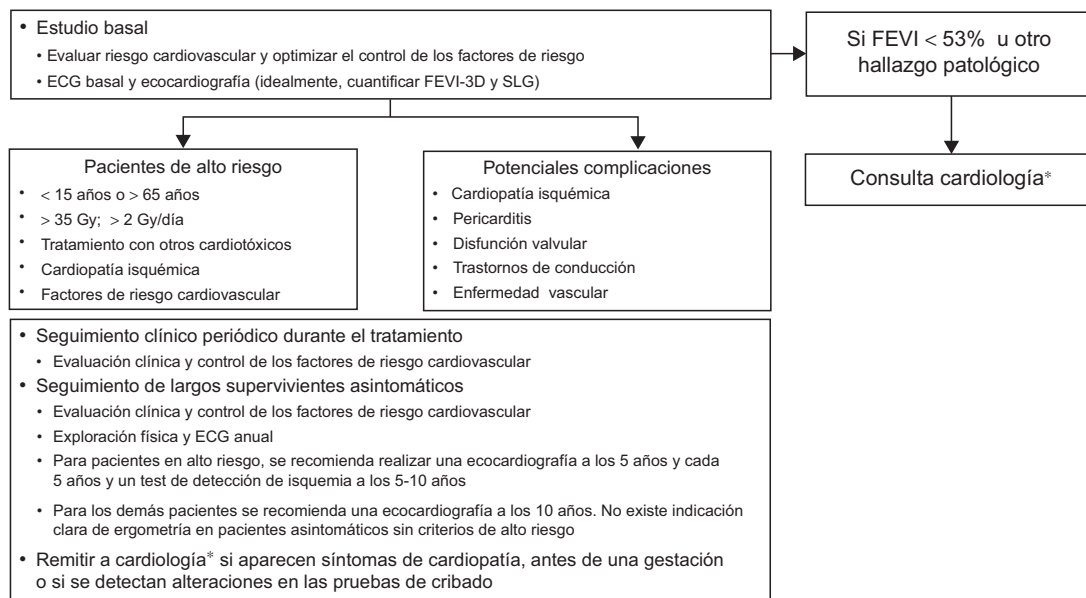 • Estudio basal
• Evaluar riesgo cardiovascular y optimizar el control de los factores de riesgo
• ECG basal y ecocardiografía (idealmente, cuantificar FEVI-3D y SLG)
Si FEVI < 53% u otro
hallazgo patológico
Consulta cardiología*
Pacientes de alto riesgo
• < 15 años o > 65 años
• > 35 Gy; > 2 Gy/día
• Tratamiento con otros cardiotóxicos
• Cardiopatía isquémica
• Factores de riesgo cardiovascular
Potenciales complicaciones
• Cardiopatía isquémica
• Pericarditis
• Disfunción valvular
• Trastornos de conducción
• Enfermedad vascular
• Seguimiento clínico periódico durante el tratamiento
• Evaluación clínica y control de los factores de riesgo cardiovascular
• Seguimiento de largos supervivientes asintomáticos
• Evaluación clínica y control de los factores de riesgo cardiovascular
• Exploración física y ECG anual
• Para pacientes en alto riesgo, se recomienda realizar una ecocardiografía a los 5 años y cada
5 años y un test de detección de isquemia a los 5-10 años
• Para los demás pacientes se recomienda una ecocardiografía a los 10 años. No existe indicación
clara de ergometría en pacientes asintomáticos sin criterios de alto riesgo
• Remitir a cardiología* si aparecen síntomas de cardiopatía, antes de una gestación
o si se detectan alteraciones en las pruebas de cribado